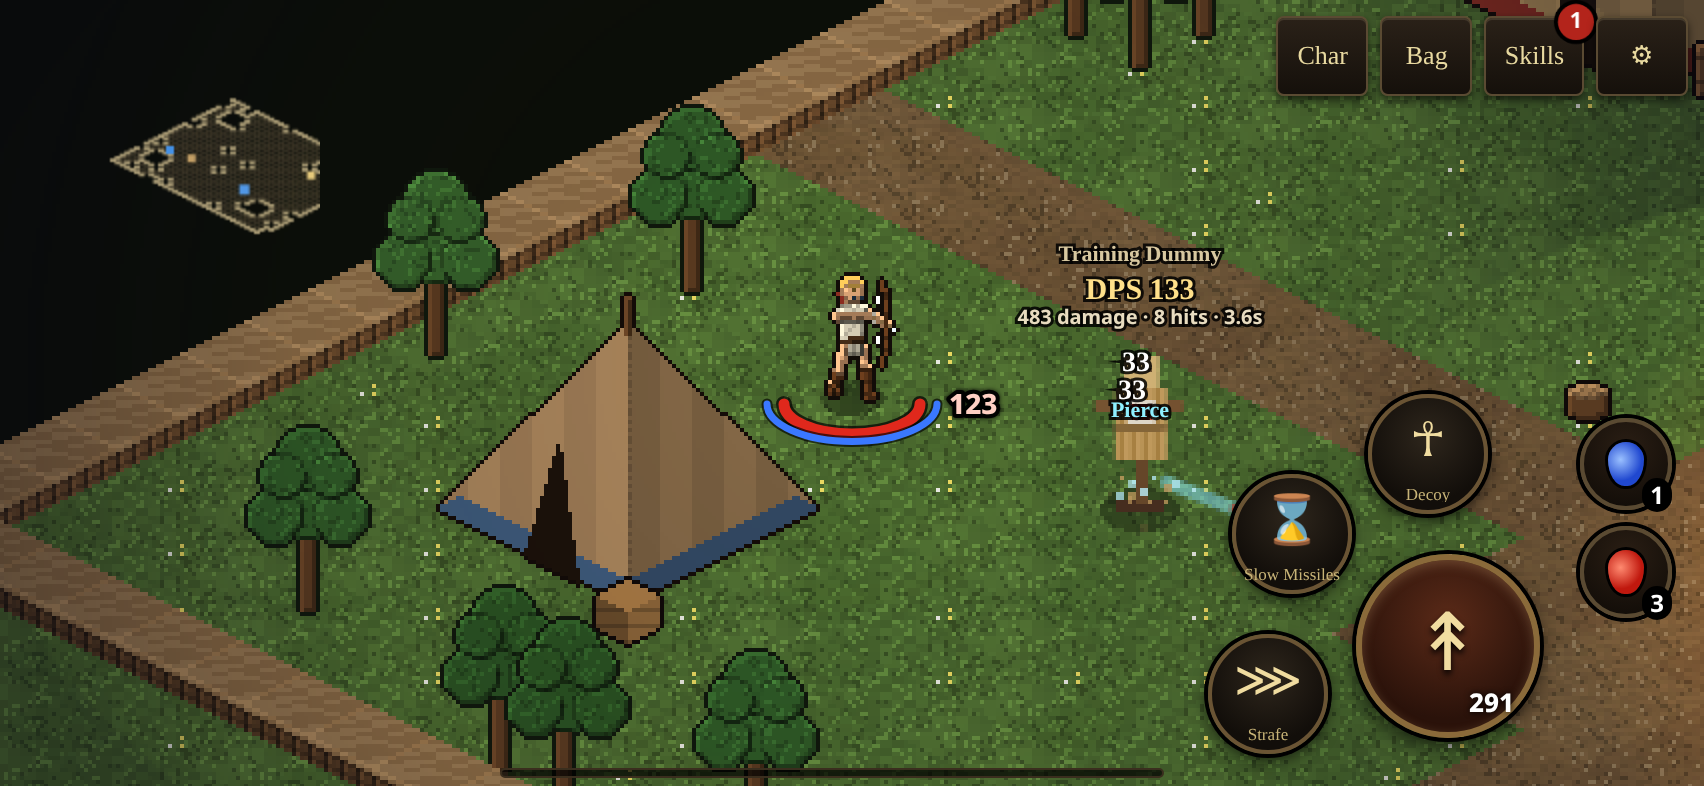 Char
Bag
Skills
1
Training Dummy
DPS 133
483 damage · 8 hits · 3.6s
33
33
Pierce
123
Decoy
1
Slow Missiles
3
291
Strafe